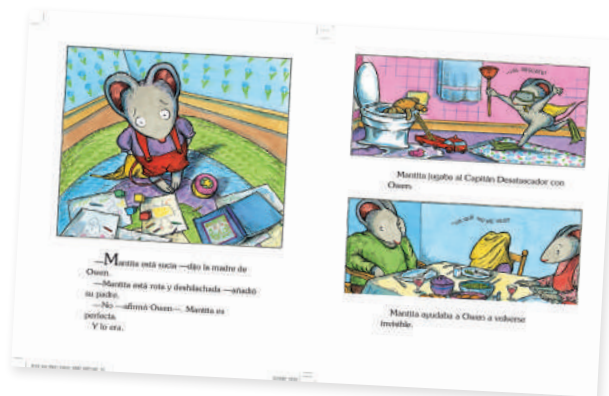 —Mantita está sucia —dijo la madre de
Owen.
—Mantita está rota y deshilachada —añadió
su padre.
—No —afirmó Owen—. Mantita es
perfecta.
Y lo era.
Mantita jugaba al Capitán Desatascador con
Owen.
Mantita ayudaba a Owen a volverse
invisible.